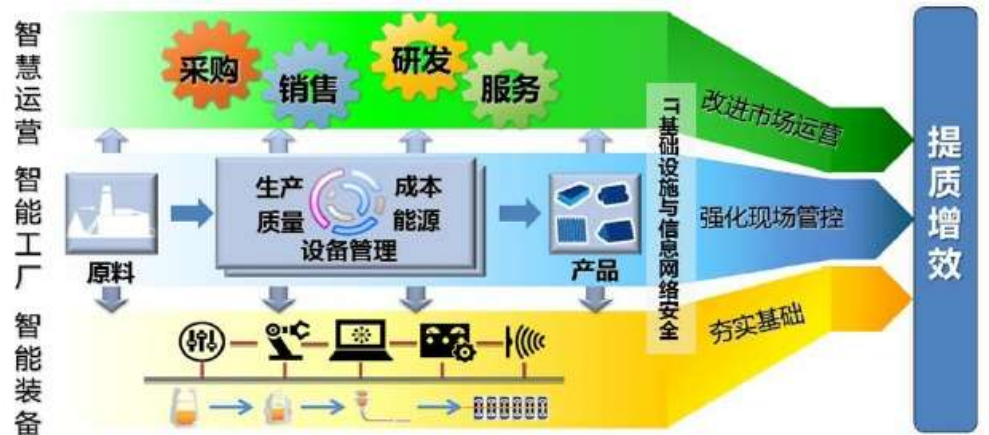 智慧运营
采购
销售
研发
服务
改进市场运营
智能工厂
原料
生产
成本
质量
能源
设备管理
产品
IT基础设施与信息网络安全
强化现场管控
智能装备
夯实基础
提质增效